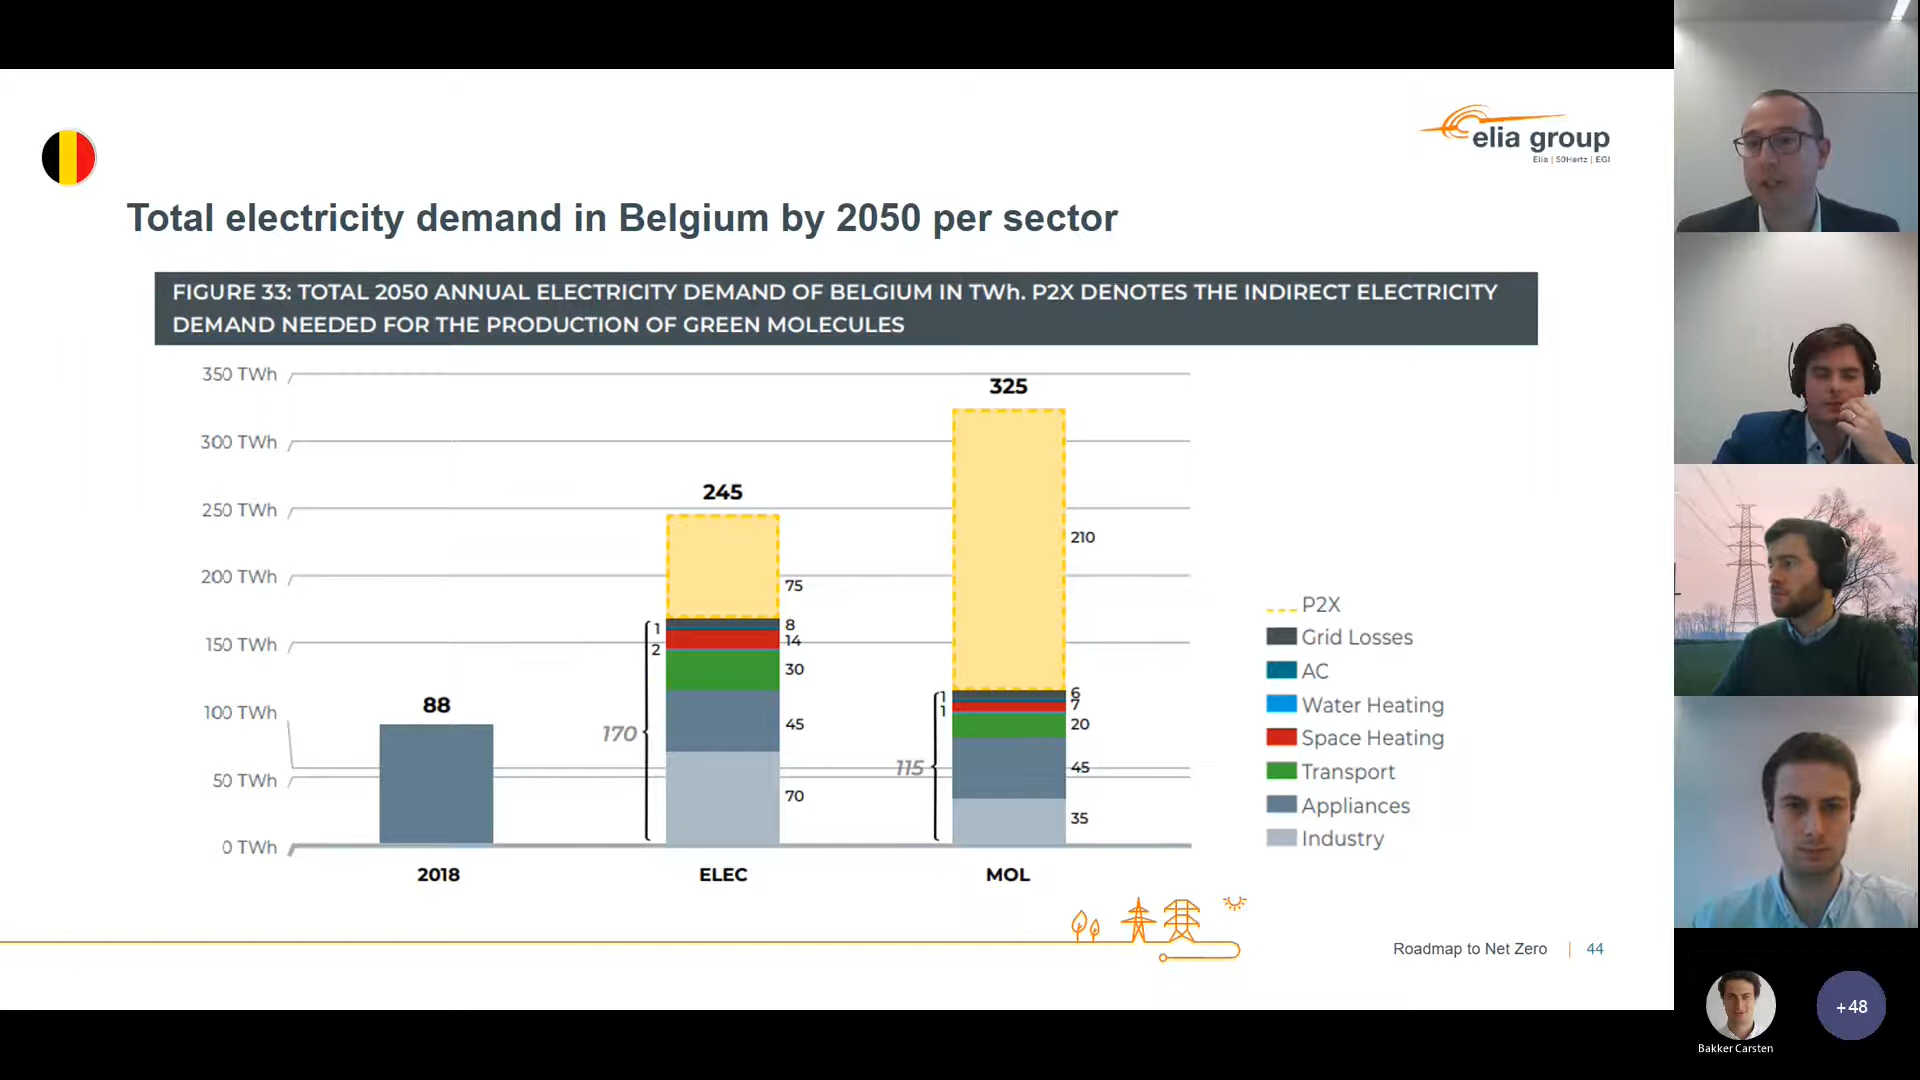 elia group
Elia | 50Hertz | EGI
Total electricity demand in Belgium by 2050 per sector
FIGURE 33: TOTAL 2050 ANNUAL ELECTRICITY DEMAND OF BELGIUM IN TWh. P2X DENOTES THE INDIRECT ELECTRICITY
DEMAND NEEDED FOR THE PRODUCTION OF GREEN MOLECULES
350 TWh
300 TWh
250 TWh
200 TWh
150 TWh
100 TWh
50 TWh
0 TWh
88
2018
245
75
1
8
14
2
30
170
45
70
ELEC
325
210
1
6
7
1
20
115
45
35
MOL
P2X
Grid Losses
AC
Water Heating
Space Heating
Transport
Appliances
Industry
Roadmap to Net Zero | 44
+48
Bakker Carsten